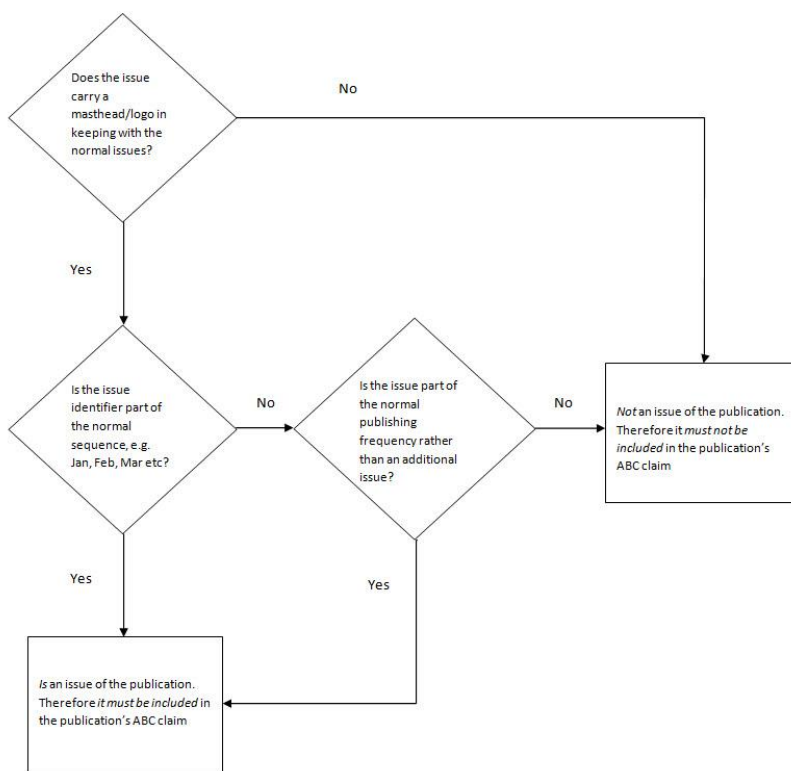 Does the issue
carry a
masthead/logo in
keeping with the
normal issues?
No
Yes
Is the issue
identifier part of
the normal
sequence, e.g.
Jan, Feb, Mar etc?
No
Is the issue part of
the normal
publishing
frequency rather
than an additional
issue?
No
Not an issue of the publication.
Therefore it must not be
included in the publication's
ABC claim
Yes
Yes
Is an issue of the publication.
Therefore it must be included in
the publication's ABC claim